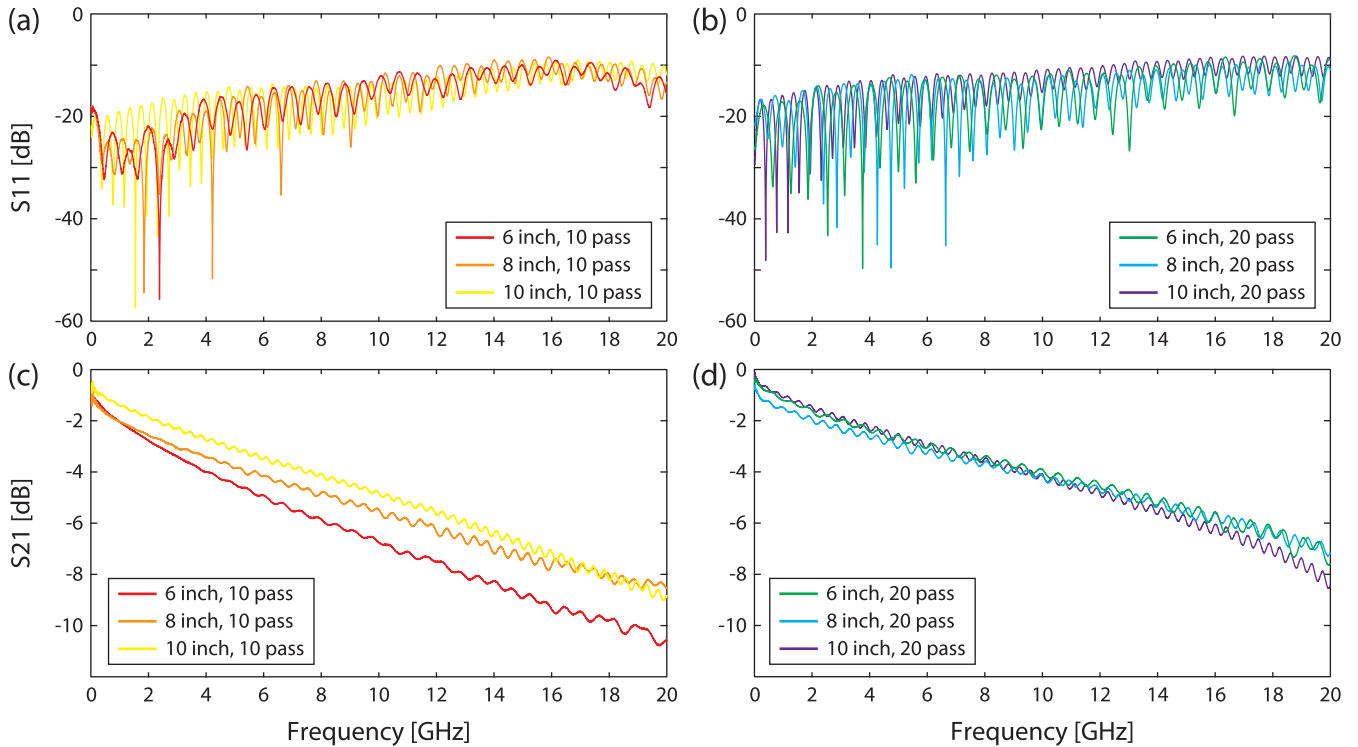 (a)
S11 [dB]
0
-20
-40
-60
0 2 4 6 8 10 12 14 16 18 20
6 inch, 10 pass
8 inch, 10 pass
10 inch, 10 pass
(b)
0
-20
-40
-60
0 2 4 6 8 10 12 14 16 18 20
6 inch, 20 pass
8 inch, 20 pass
10 inch, 20 pass
(c)
S21 [dB]
0
-2
-4
-6
-8
-10
0 2 4 6 8 10 12 14 16 18 20
6 inch, 10 pass
8 inch, 10 pass
10 inch, 10 pass
Frequency [GHz]
(d)
0
-2
-4
-6
-8
-10
0 2 4 6 8 10 12 14 16 18 20
6 inch, 20 pass
8 inch, 20 pass
10 inch, 20 pass
Frequency [GHz]